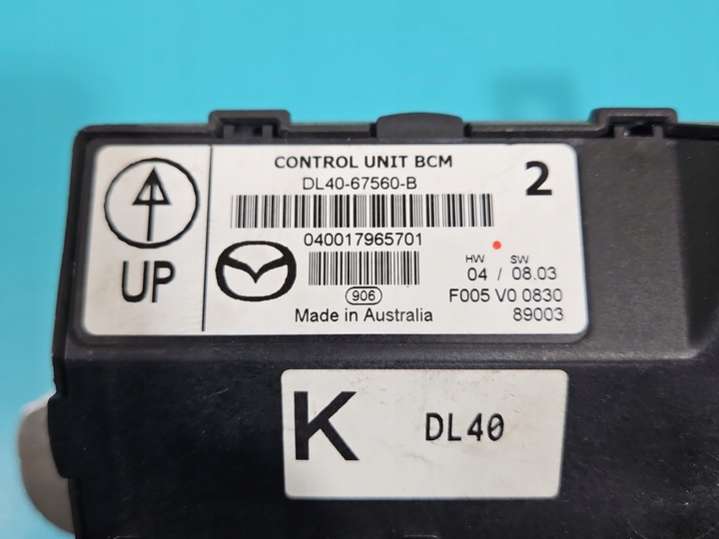 UP
CONTROL UNIT BCM
DL40-67560-B
2
040017965701
906
Made in Australia
HW SW
04 / 08.03
F005 V0 0830
89003
K
DL40